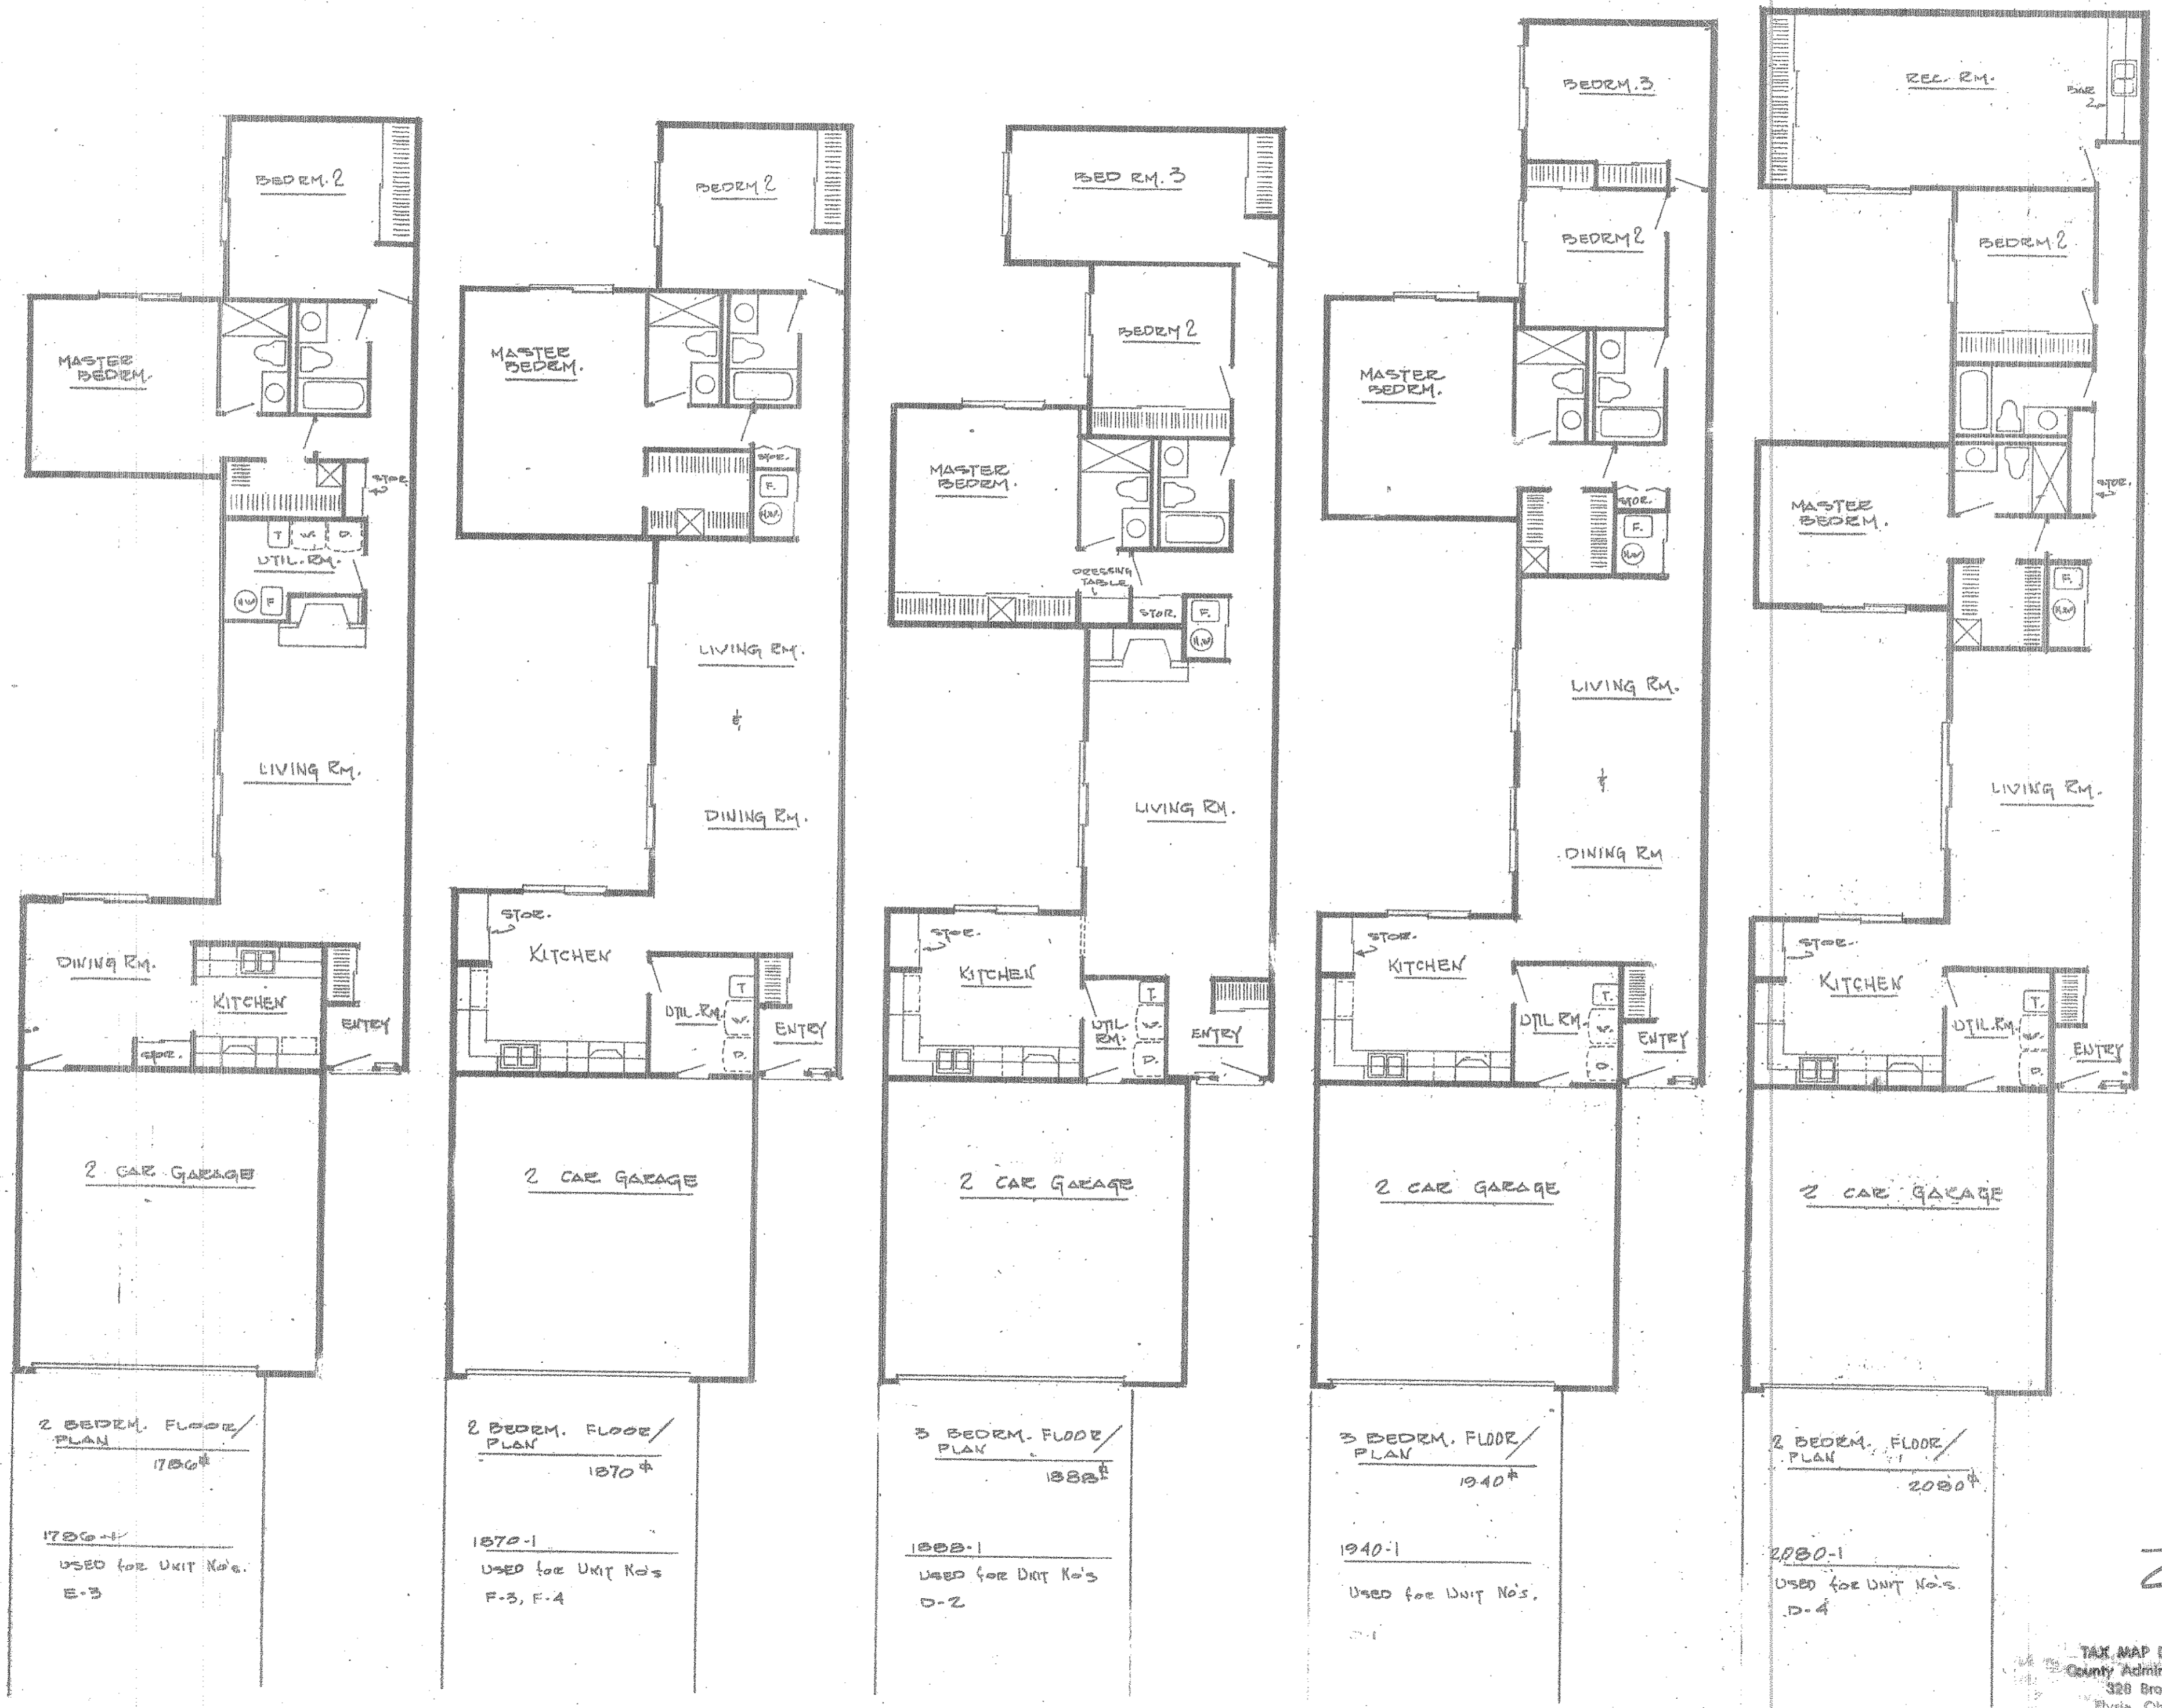 BEDRM. 2
MASTER
BEDRM.
STOR.
T W. D.
UTIL. RM.
H.W F
LIVING RM.
DINING RM.
KITCHEN
STOR.
ENTRY
2 CAR GARAGE
2 BEDRM. FLOOR/
PLAN
1786
1786-1
USED for UNIT No's.
E-3
BEDRM 2
MASTER
BEDRM.
STOR.
F.
H.W
LIVING RM.
&
DINING RM.
STOR.
KITCHEN
UTIL. RM.
T
W.
D.
ENTRY
2 CAR GARAGE
2 BEDRM. FLOOR/
PLAN
1870
1870-1
USED for UNIT No's
F-3, F-4
BED RM. 3
BEDRM 2
MASTER
BEDRM.
DRESSING
TABLE
STOR.
F.
H.W
LIVING RM.
STOR.
KITCHEN
UTIL
RM.
T.
W.
D.
ENTRY
2 CAR GARAGE
3 BEDRM. FLOOR/
PLAN
1888
1888-1
USED for UNIT No's
D-2
BEDRM. 3
BEDRM 2
MASTER
BEDRM.
STOR.
F.
H.W
LIVING RM.
&
DINING RM
STOR.
KITCHEN
UTIL RM.
T.
W.
D
ENTRY
2 CAR GARAGE
3 BEDRM. FLOOR/
PLAN
1940
1940-1
USED for UNIT No's.
REC. RM.
BAR
BEDRM 2
STOR.
MASTER
BEDRM.
F.
H.W
LIVING RM.
STOR.
KITCHEN
UTIL. RM.
T.
W.
D.
ENTRY
2 CAR GARAGE
2 BEDRM. FLOOR/
PLAN
2080
2080-1
USED for UNIT No's.
D-4
TAX MAP D
County Admin
328 Bro